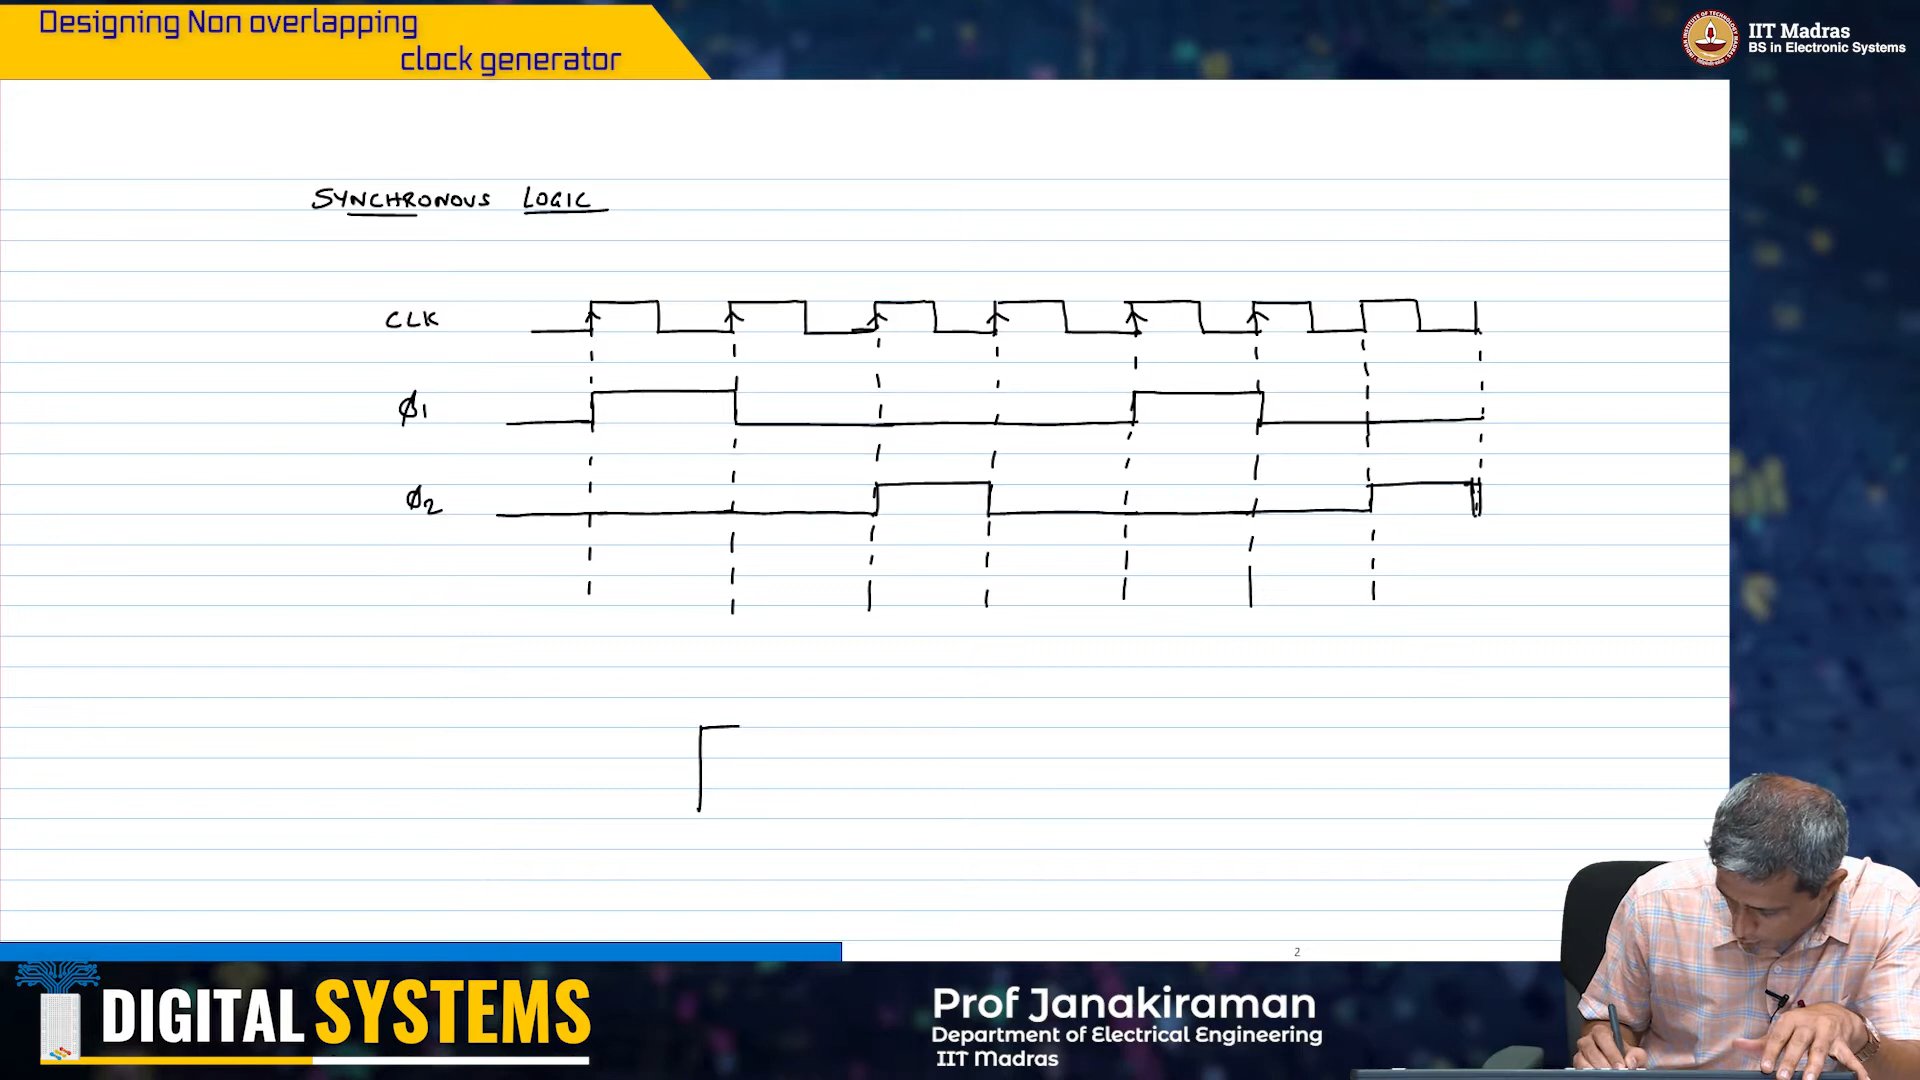 Designing Non overlapping
clock generator
IIT Madras
BS in Electronic Systems
SYNCHRONOUS LOGIC
CLK
ϕ1
ϕ2
2
DIGITAL SYSTEMS
Prof Janakiraman
Department of Electrical Engineering
IIT Madras